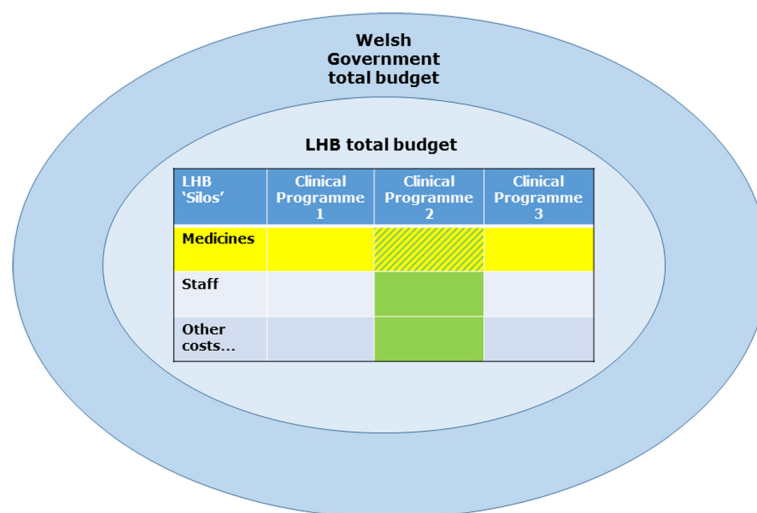 Welsh
Government
total budget
LHB total budget
LHB
‘Silos’
Clinical
Programme
1
Clinical
Programme
2
Clinical
Programme
3
Medicines
Staff
Other
costs...